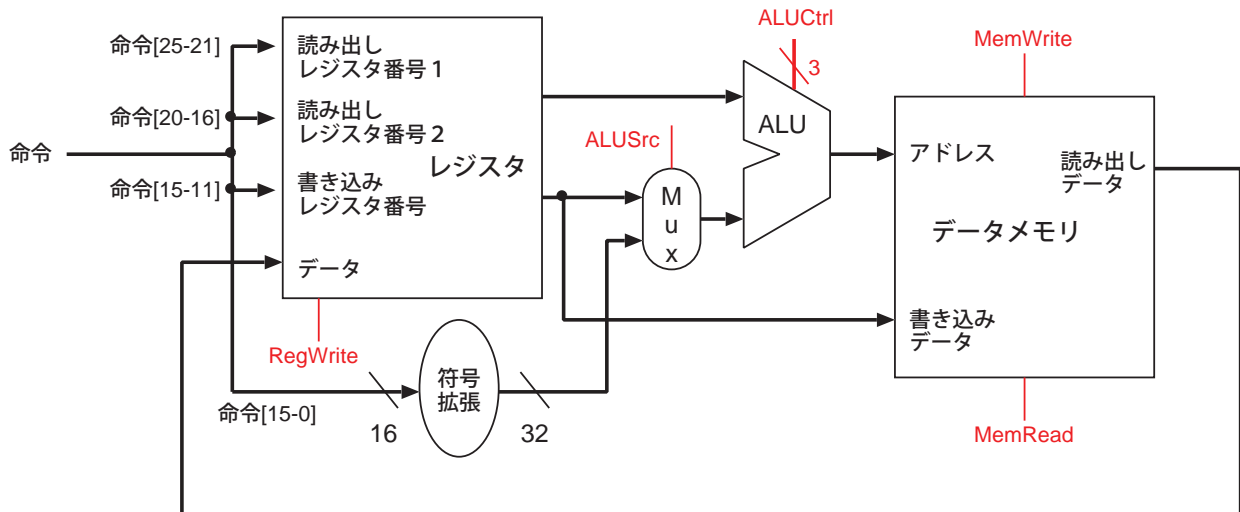 ALUCtrl
3
MemWrite
命令[25-21]
読み出し
レジスタ番号 1
命令[20-16]
読み出し
レジスタ番号 2
命令
レジスタ
命令[15-11]
書き込み
レジスタ番号
データ
RegWrite
ALUSrc
M
u
x
ALU
アドレス
読み出し
データ
データメモリ
書き込み
データ
MemRead
符号
拡張
命令[15-0]
16
32